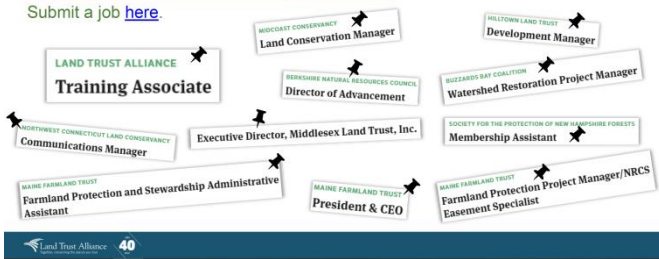 Submit a job here.
MIDCOAST CONSERVANCY
Land Conservation Manager
HILLTOWN LAND TRUST
Development Manager
LAND TRUST ALLIANCE
Training Associate
BERKSHIRE NATURAL RESOURCES COUNCIL
Director of Advancement
BUZZARDS BAY COALITION
Watershed Restoration Project Manager
NORTHWEST CONNECTICUT LAND CONSERVANCY
Communications Manager
Executive Director, Middlesex Land Trust, Inc.
SOCIETY FOR THE PROTECTION OF NEW HAMPSHIRE FORESTS
Membership Assistant
MAINE FARMLAND TRUST
Farmland Protection and Stewardship Administrative
Assistant
MAINE FARMLAND TRUST
President & CEO
MAINE FARMLAND TRUST
Farmland Protection Project Manager/NRCS
Easement Specialist
Land Trust Alliance
40